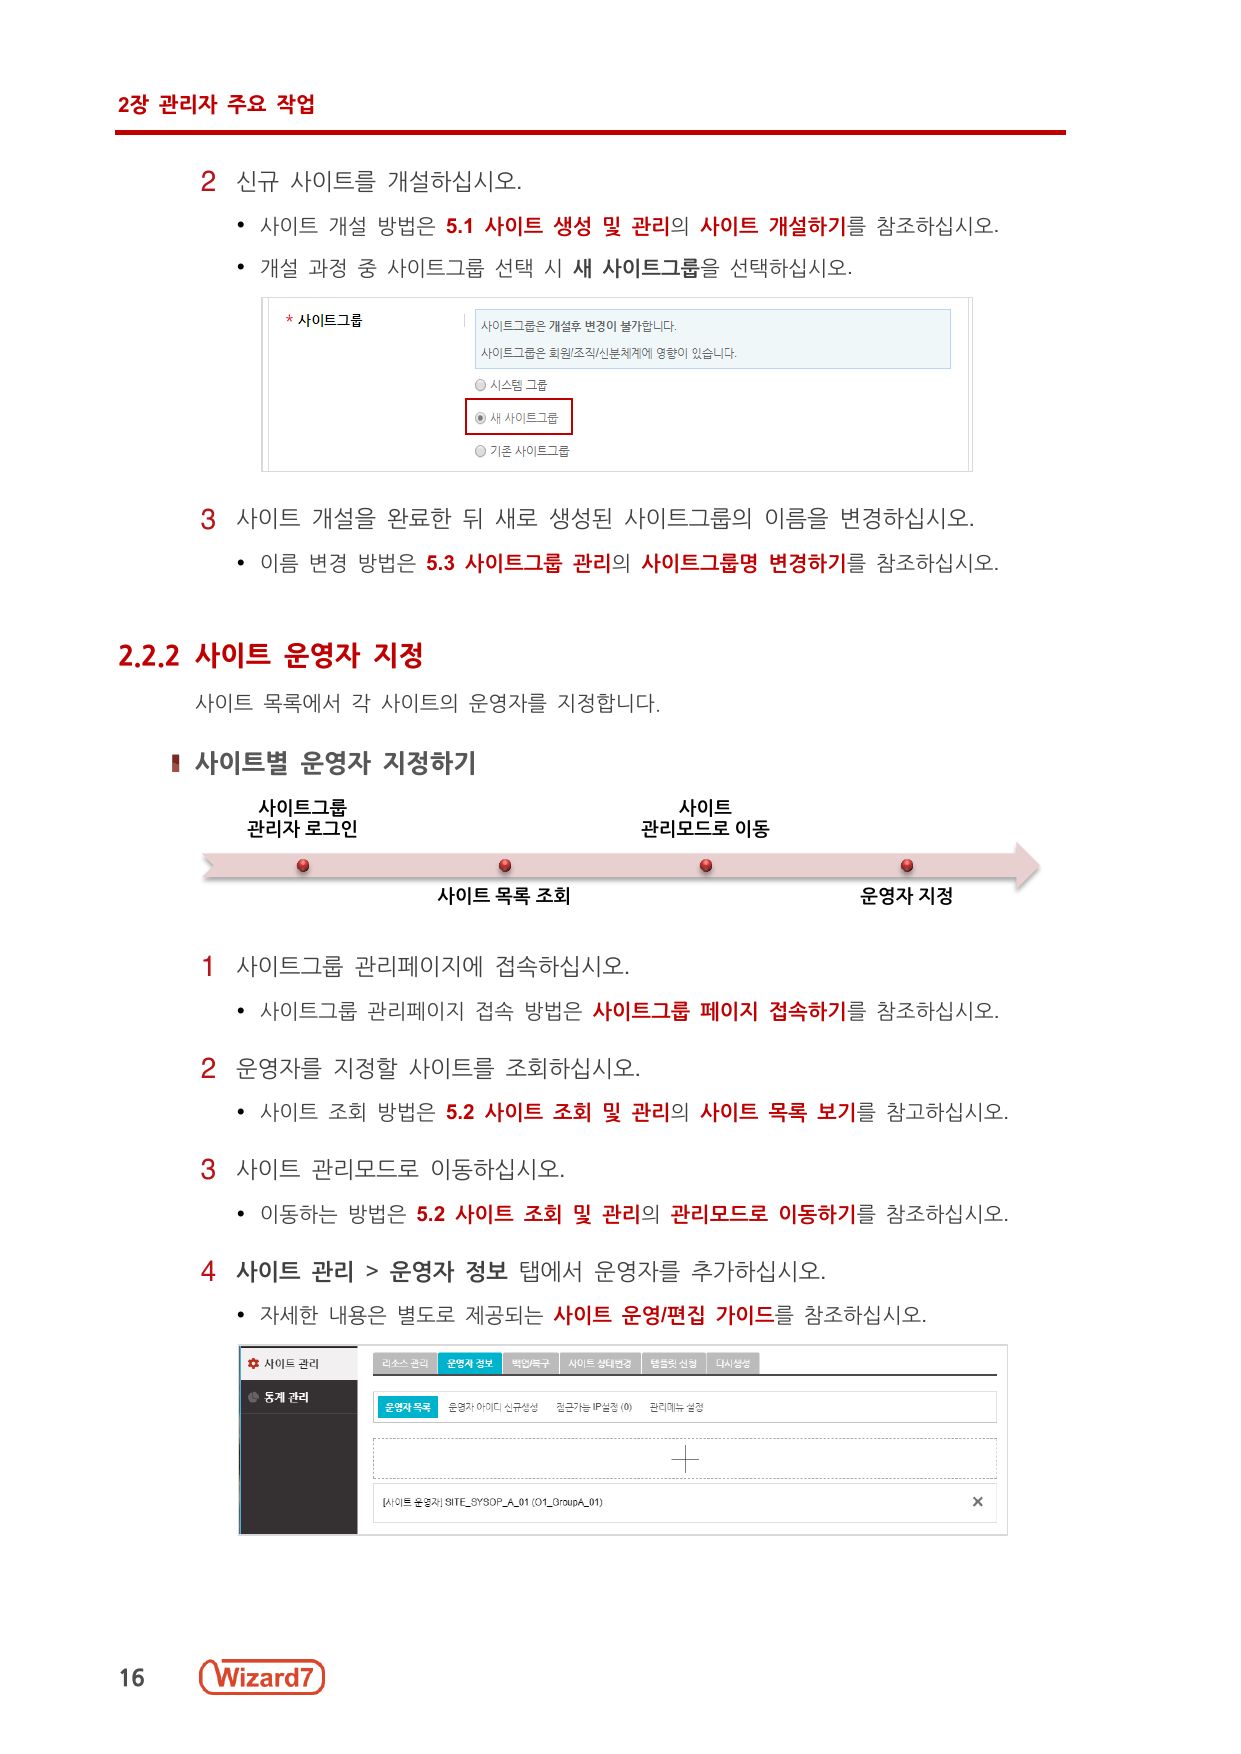 2장 관리자 주요 작업
2 신규 사이트를 개설하십시오.
• 사이트 개설 방법은 5.1 사이트 생성 및 관리의 사이트 개설하기를 참조하십시오.
• 개설 과정 중 사이트그룹 선택 시 새 사이트그룹을 선택하십시오.
* 사이트그룹
사이트그룹은 개설후 변경이 불가합니다.
사이트그룹은 회원/조직/신분체계에 영향이 있습니다.
시스템 그룹
새 사이트그룹
기존 사이트그룹
3 사이트 개설을 완료한 뒤 새로 생성된 사이트그룹의 이름을 변경하십시오.
• 이름 변경 방법은 5.3 사이트그룹 관리의 사이트그룹명 변경하기를 참조하십시오.
2.2.2 사이트 운영자 지정
사이트 목록에서 각 사이트의 운영자를 지정합니다.
사이트별 운영자 지정하기
사이트그룹
관리자 로그인
사이트
관리모드로 이동
사이트 목록 조회
운영자 지정
1 사이트그룹 관리페이지에 접속하십시오.
• 사이트그룹 관리페이지 접속 방법은 사이트그룹 페이지 접속하기를 참조하십시오.
2 운영자를 지정할 사이트를 조회하십시오.
• 사이트 조회 방법은 5.2 사이트 조회 및 관리의 사이트 목록 보기를 참고하십시오.
3 사이트 관리모드로 이동하십시오.
• 이동하는 방법은 5.2 사이트 조회 및 관리의 관리모드로 이동하기를 참조하십시오.
4 사이트 관리 > 운영자 정보 탭에서 운영자를 추가하십시오.
• 자세한 내용은 별도로 제공되는 사이트 운영/편집 가이드를 참조하십시오.
사이트 관리
통계 관리
리소스 관리 운영자 정보 백업/복구 사이트 상태변경 템플릿 신청 다시생성
운영자 목록 운영자 아이디 신규생성 접근가능 IP설정 (0) 관리메뉴 설정
[사이트 운영자] SITE_SYSOP_A_01 (O1_GroupA_01)
16 Wizard7